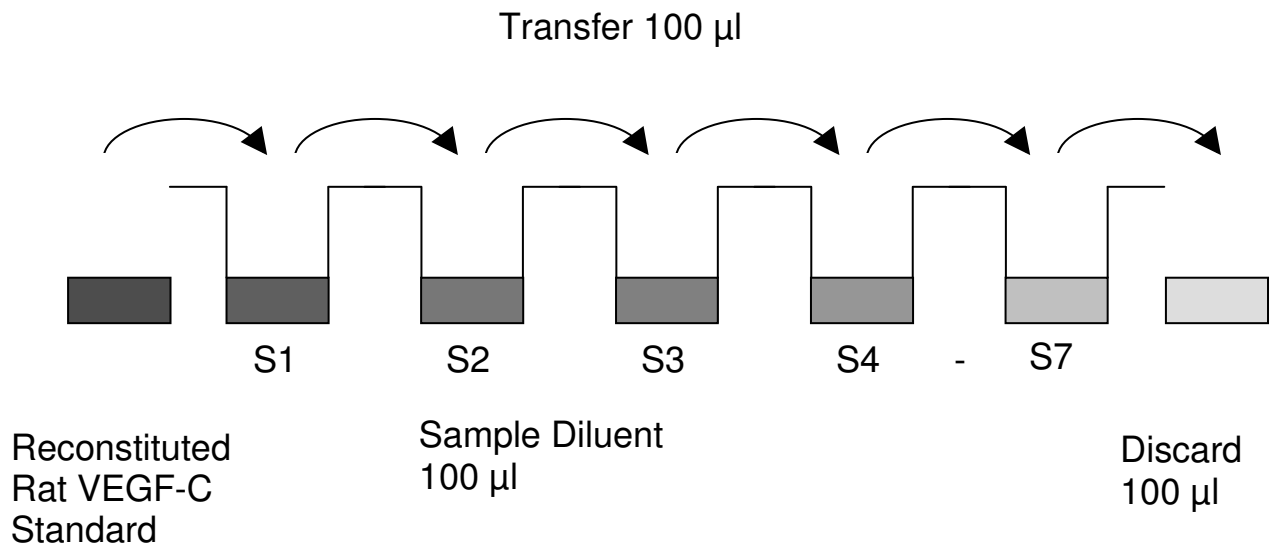 Transfer 100 µl
S1 S2 S3 S4 - S7
Reconstituted
Rat VEGF-C
Standard
Sample Diluent
100 µl
Discard
100 µl